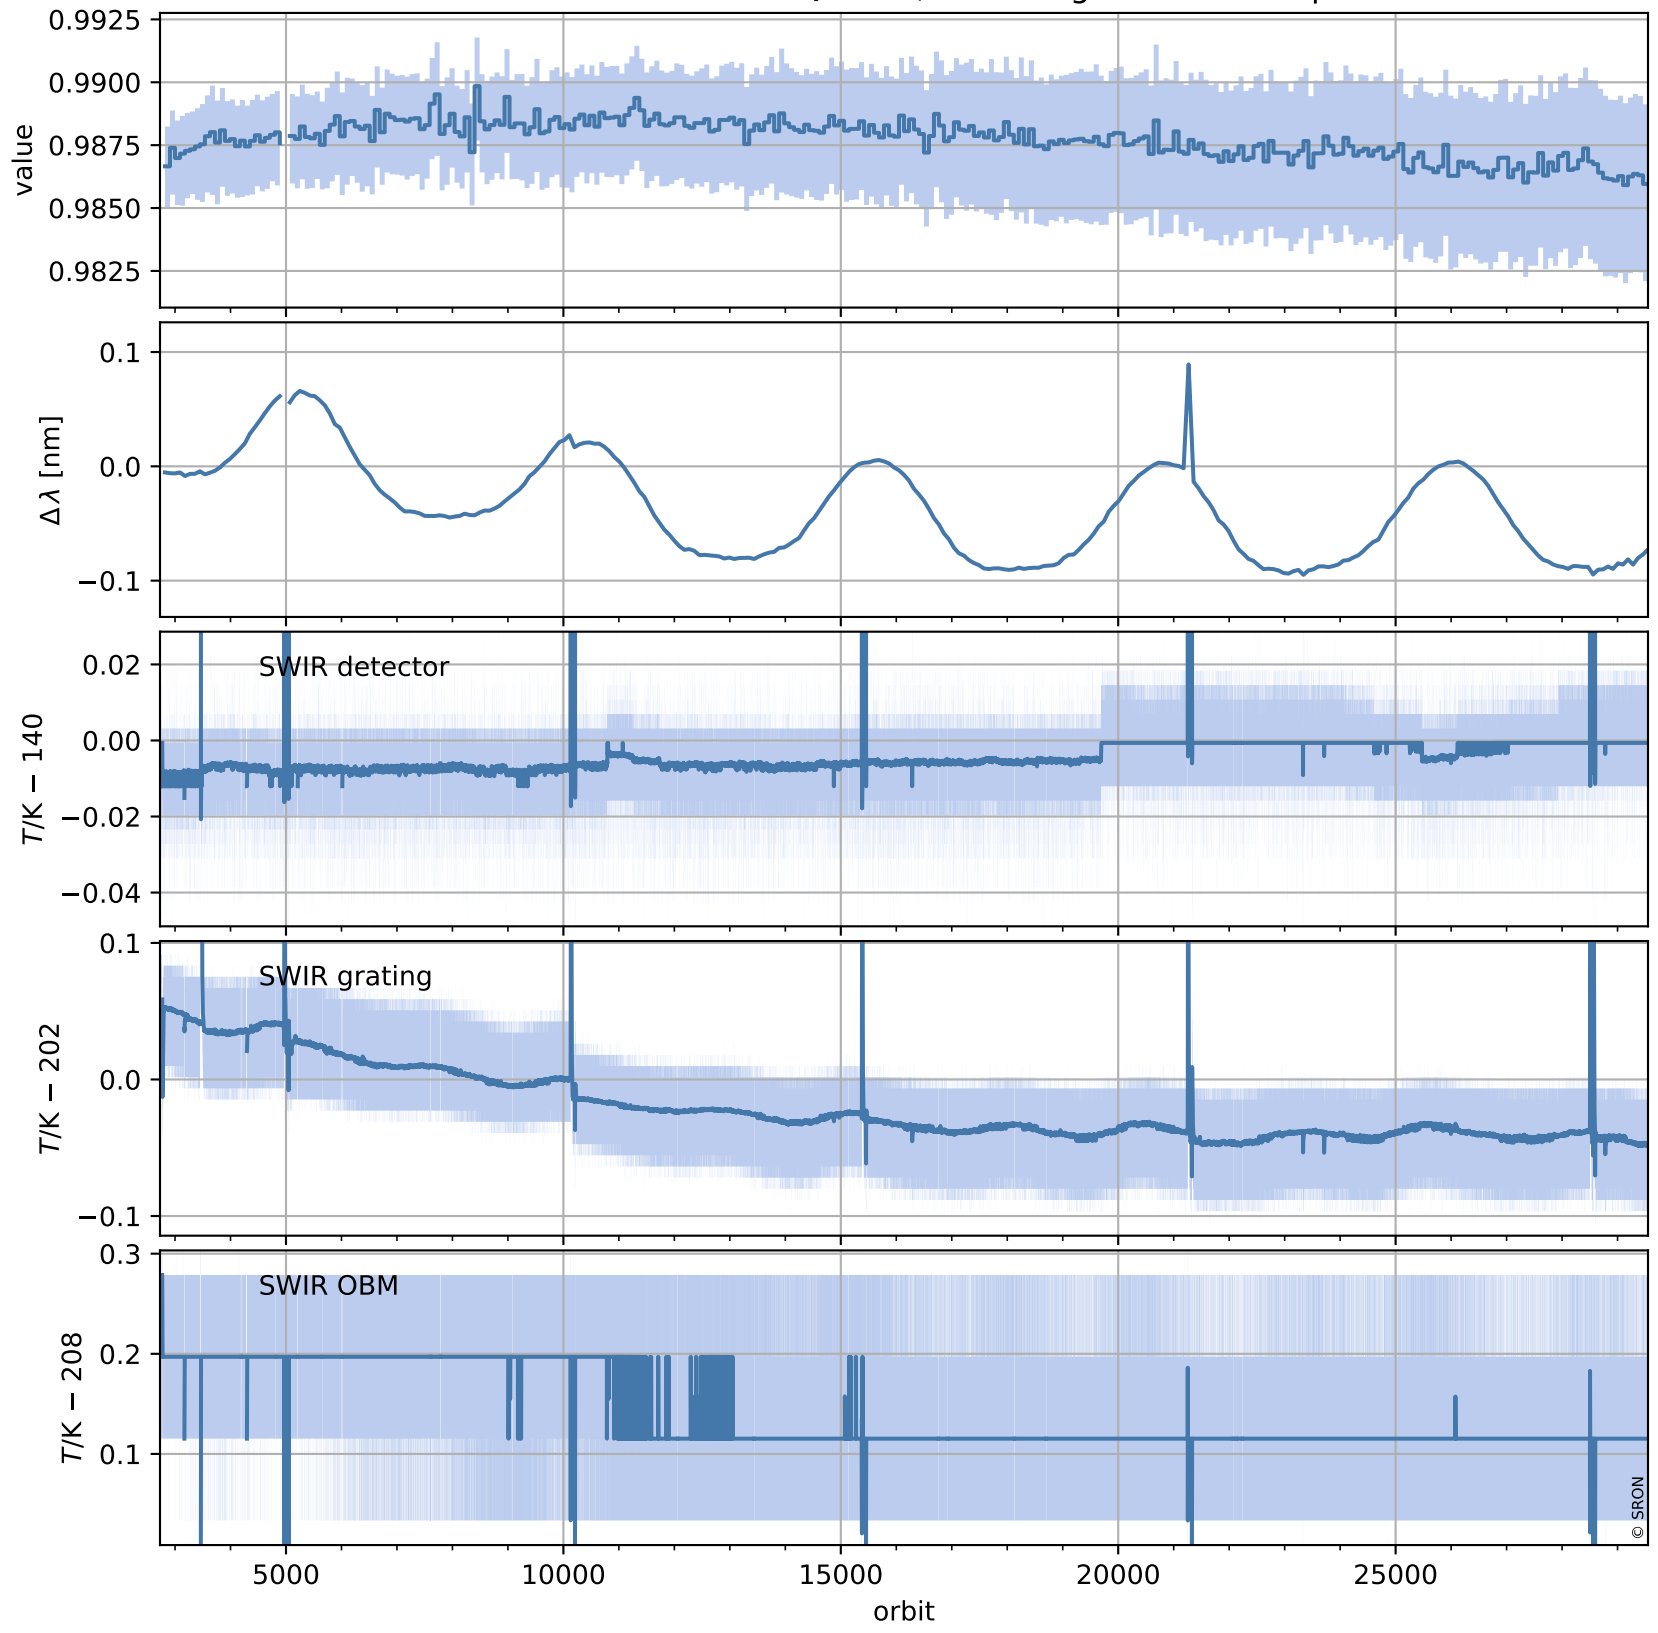 0.9925
0.9900
0.9875
0.9850
0.9825
value
0.1
0.0
−0.1
Δλ [nm]
SWIR detector
0.02
0.00
−0.02
−0.04
T/K − 140
SWIR grating
0.1
0.0
−0.1
T/K − 202
SWIR OBM
0.3
0.2
0.1
T/K − 208
© SRON
5000 10000 15000 20000 25000
orbit